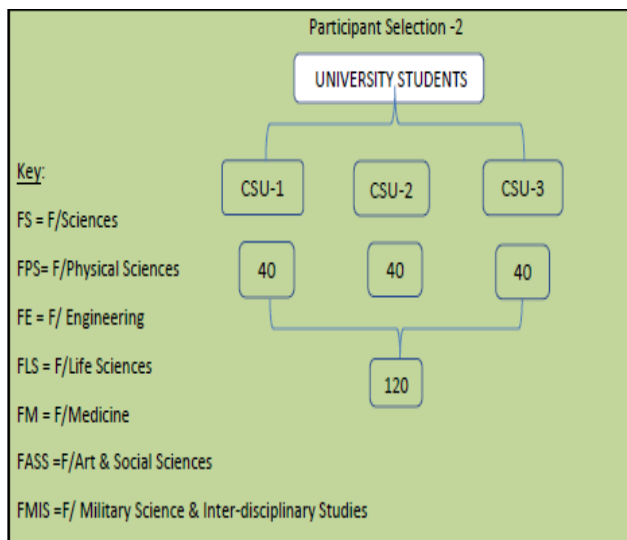 Participant Selection -2
UNIVERSITY STUDENTS
Key:
CSU-1 CSU-2 CSU-3
FS = F/Sciences
FPS= F/Physical Sciences
40 40 40
FE = F/ Engineering
FLS = F/Life Sciences
120
FM = F/Medicine
FASS =F/Art & Social Sciences
FMIS =F/ Military Science & Inter-disciplinary Studies